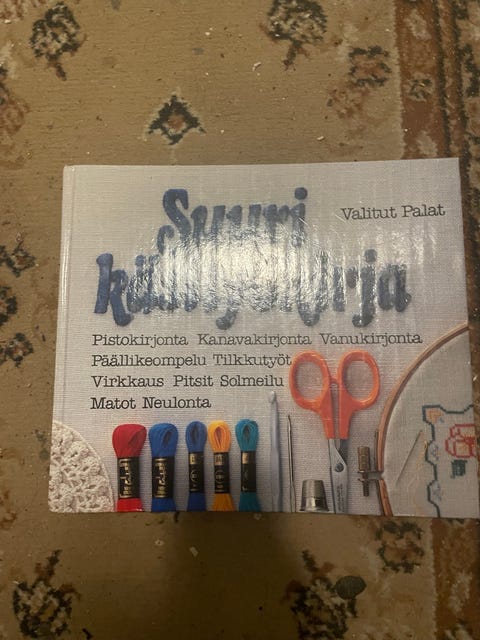 Suuri
Valitut Palat
käsityökirja
Pistokirjonta Kanavakirjonta Vanukirjonta
Päällikeompelu Tilkkutyöt
Virkkaus Pitsit Solmeilu
Matot Neulonta